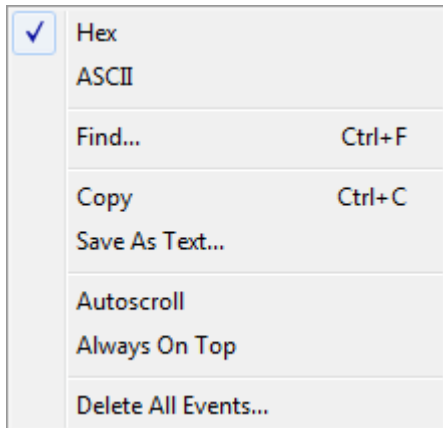 Hex
ASCII
Find... Ctrl+F
Copy Ctrl+C
Save As Text...
Autoscroll
Always On Top
Delete All Events...